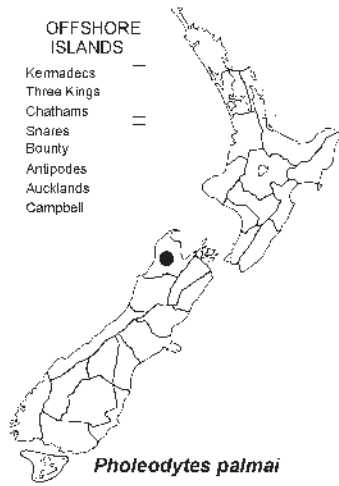 OFFSHORE
ISLANDS
Kermadecs
Three Kings
Chathams
Snares
Bounty
Antipodes
Aucklands
Campbell
Pholeodytes palmai